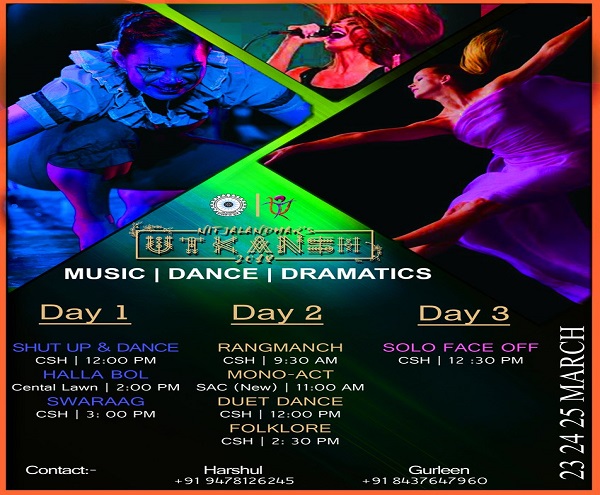 NIT JALANDHAR'S
UTKANSH
2018
MUSIC | DANCE | DRAMATICS
Day 1
SHUT UP & DANCE
CSH | 12:00 PM
HALLA BOL
Cental Lawn | 2:00 PM
SWARAAG
CSH | 3: 00 PM
Day 2
RANGMANCH
CSH | 9:30 AM
MONO-ACT
SAC (New) | 11:00 AM
DUET DANCE
CSH | 12:00 PM
FOLKLORE
CSH | 2: 30 PM
Day 3
SOLO FACE OFF
CSH | 12 :30 PM
23 24 25 MARCH
Contact:-
Harshul
+91 9478126245
Gurleen
+91 8437647960